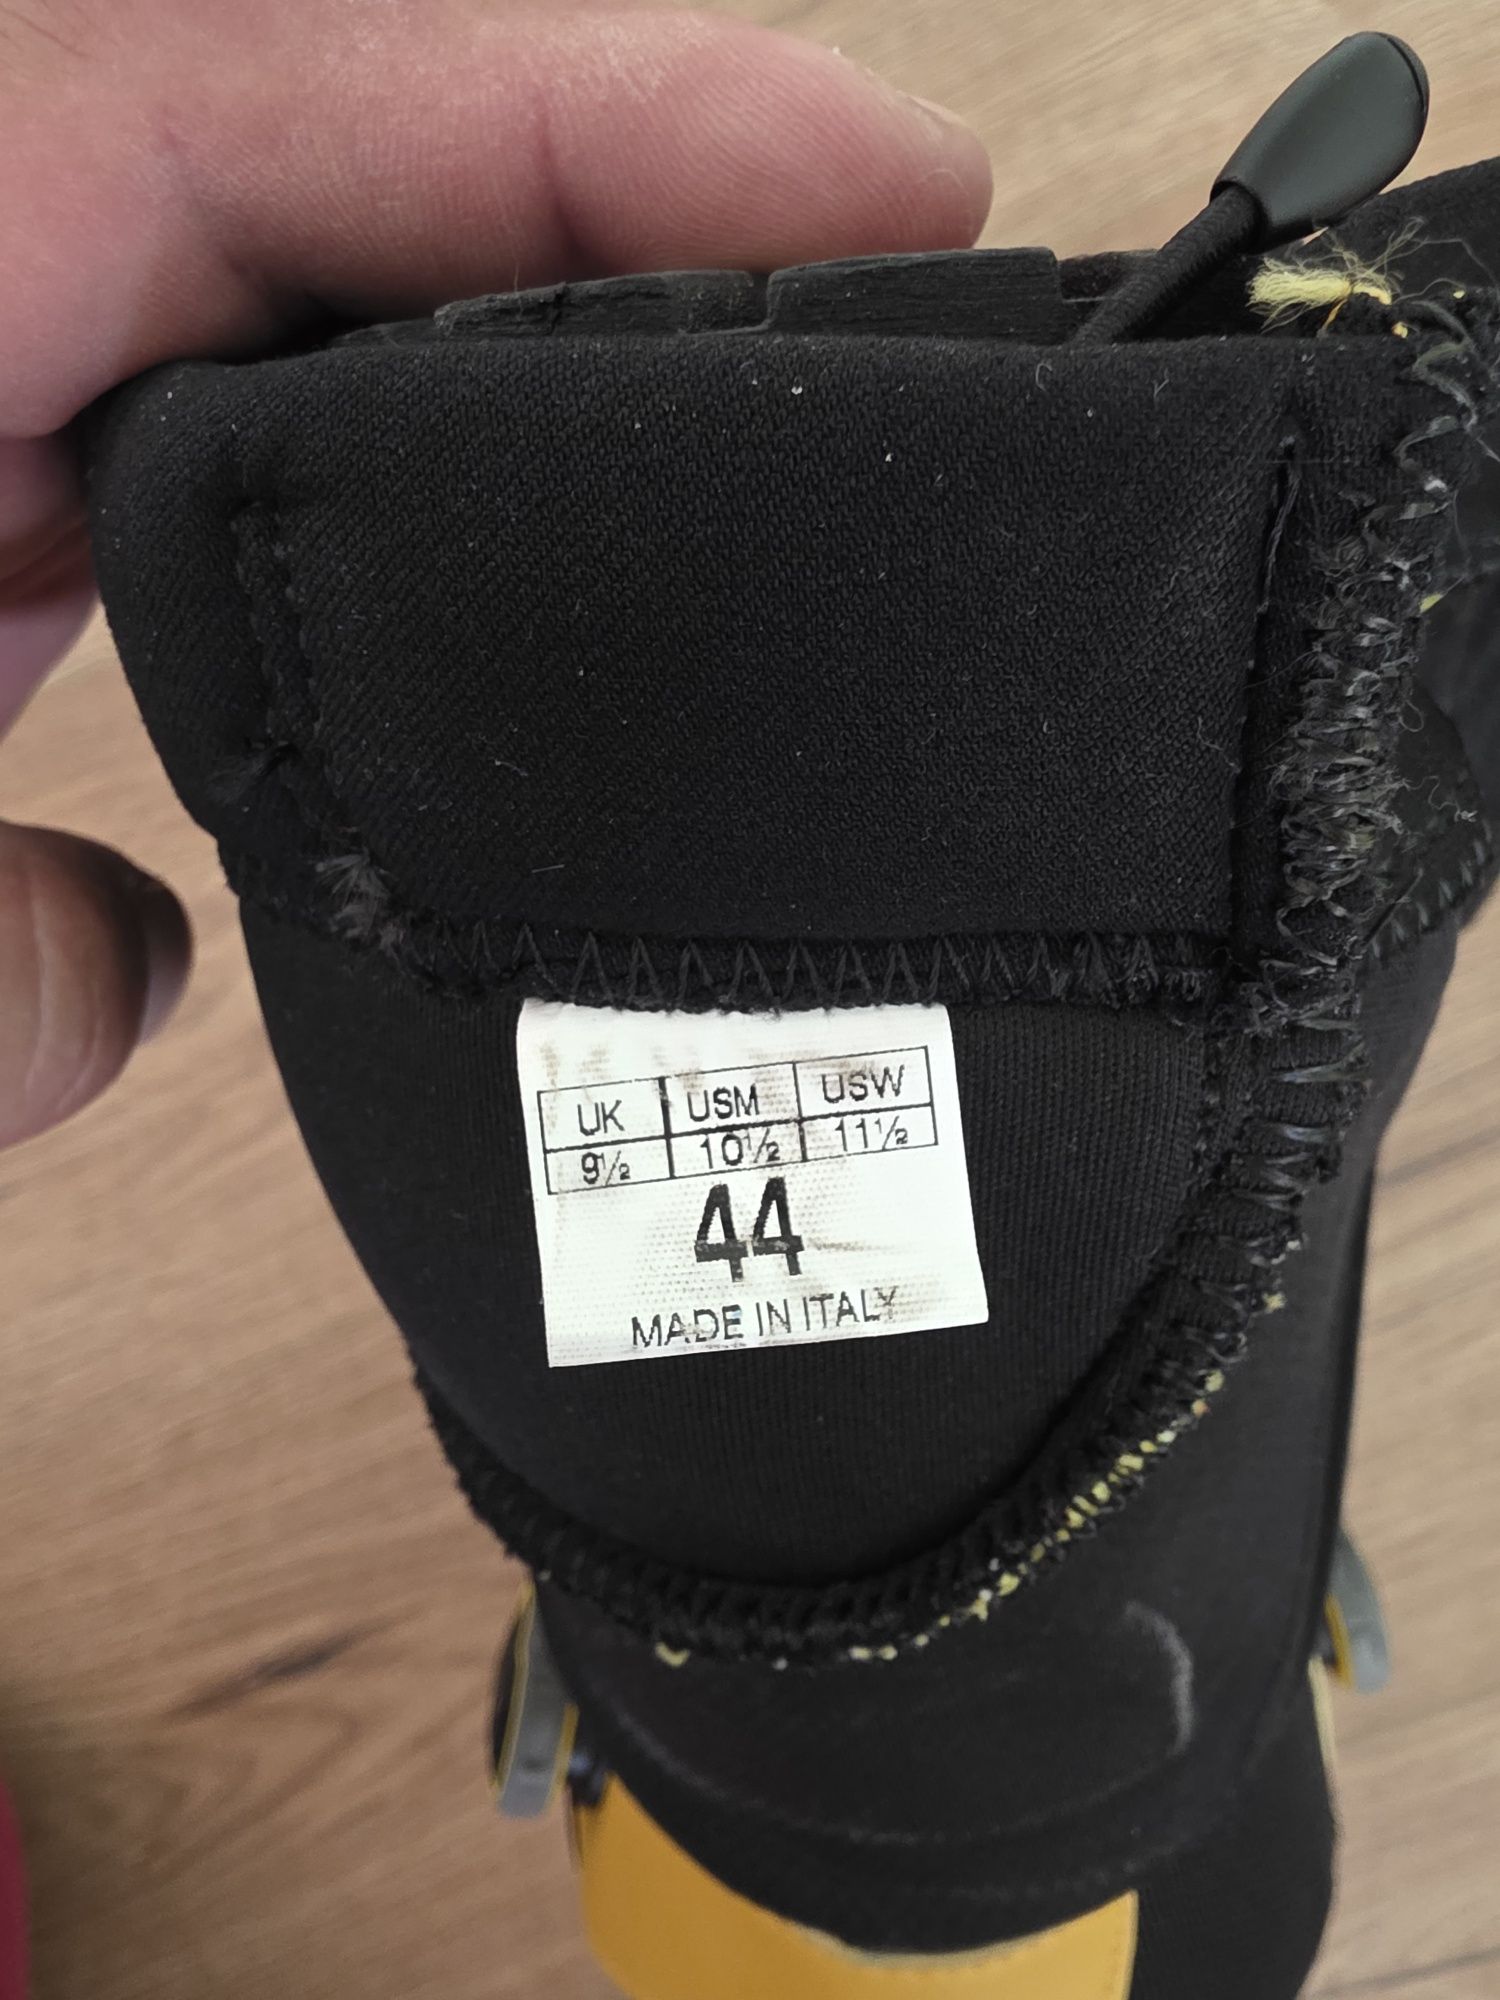 UK USM USW
9½ 10½ 11½
44
MADE IN ITALY